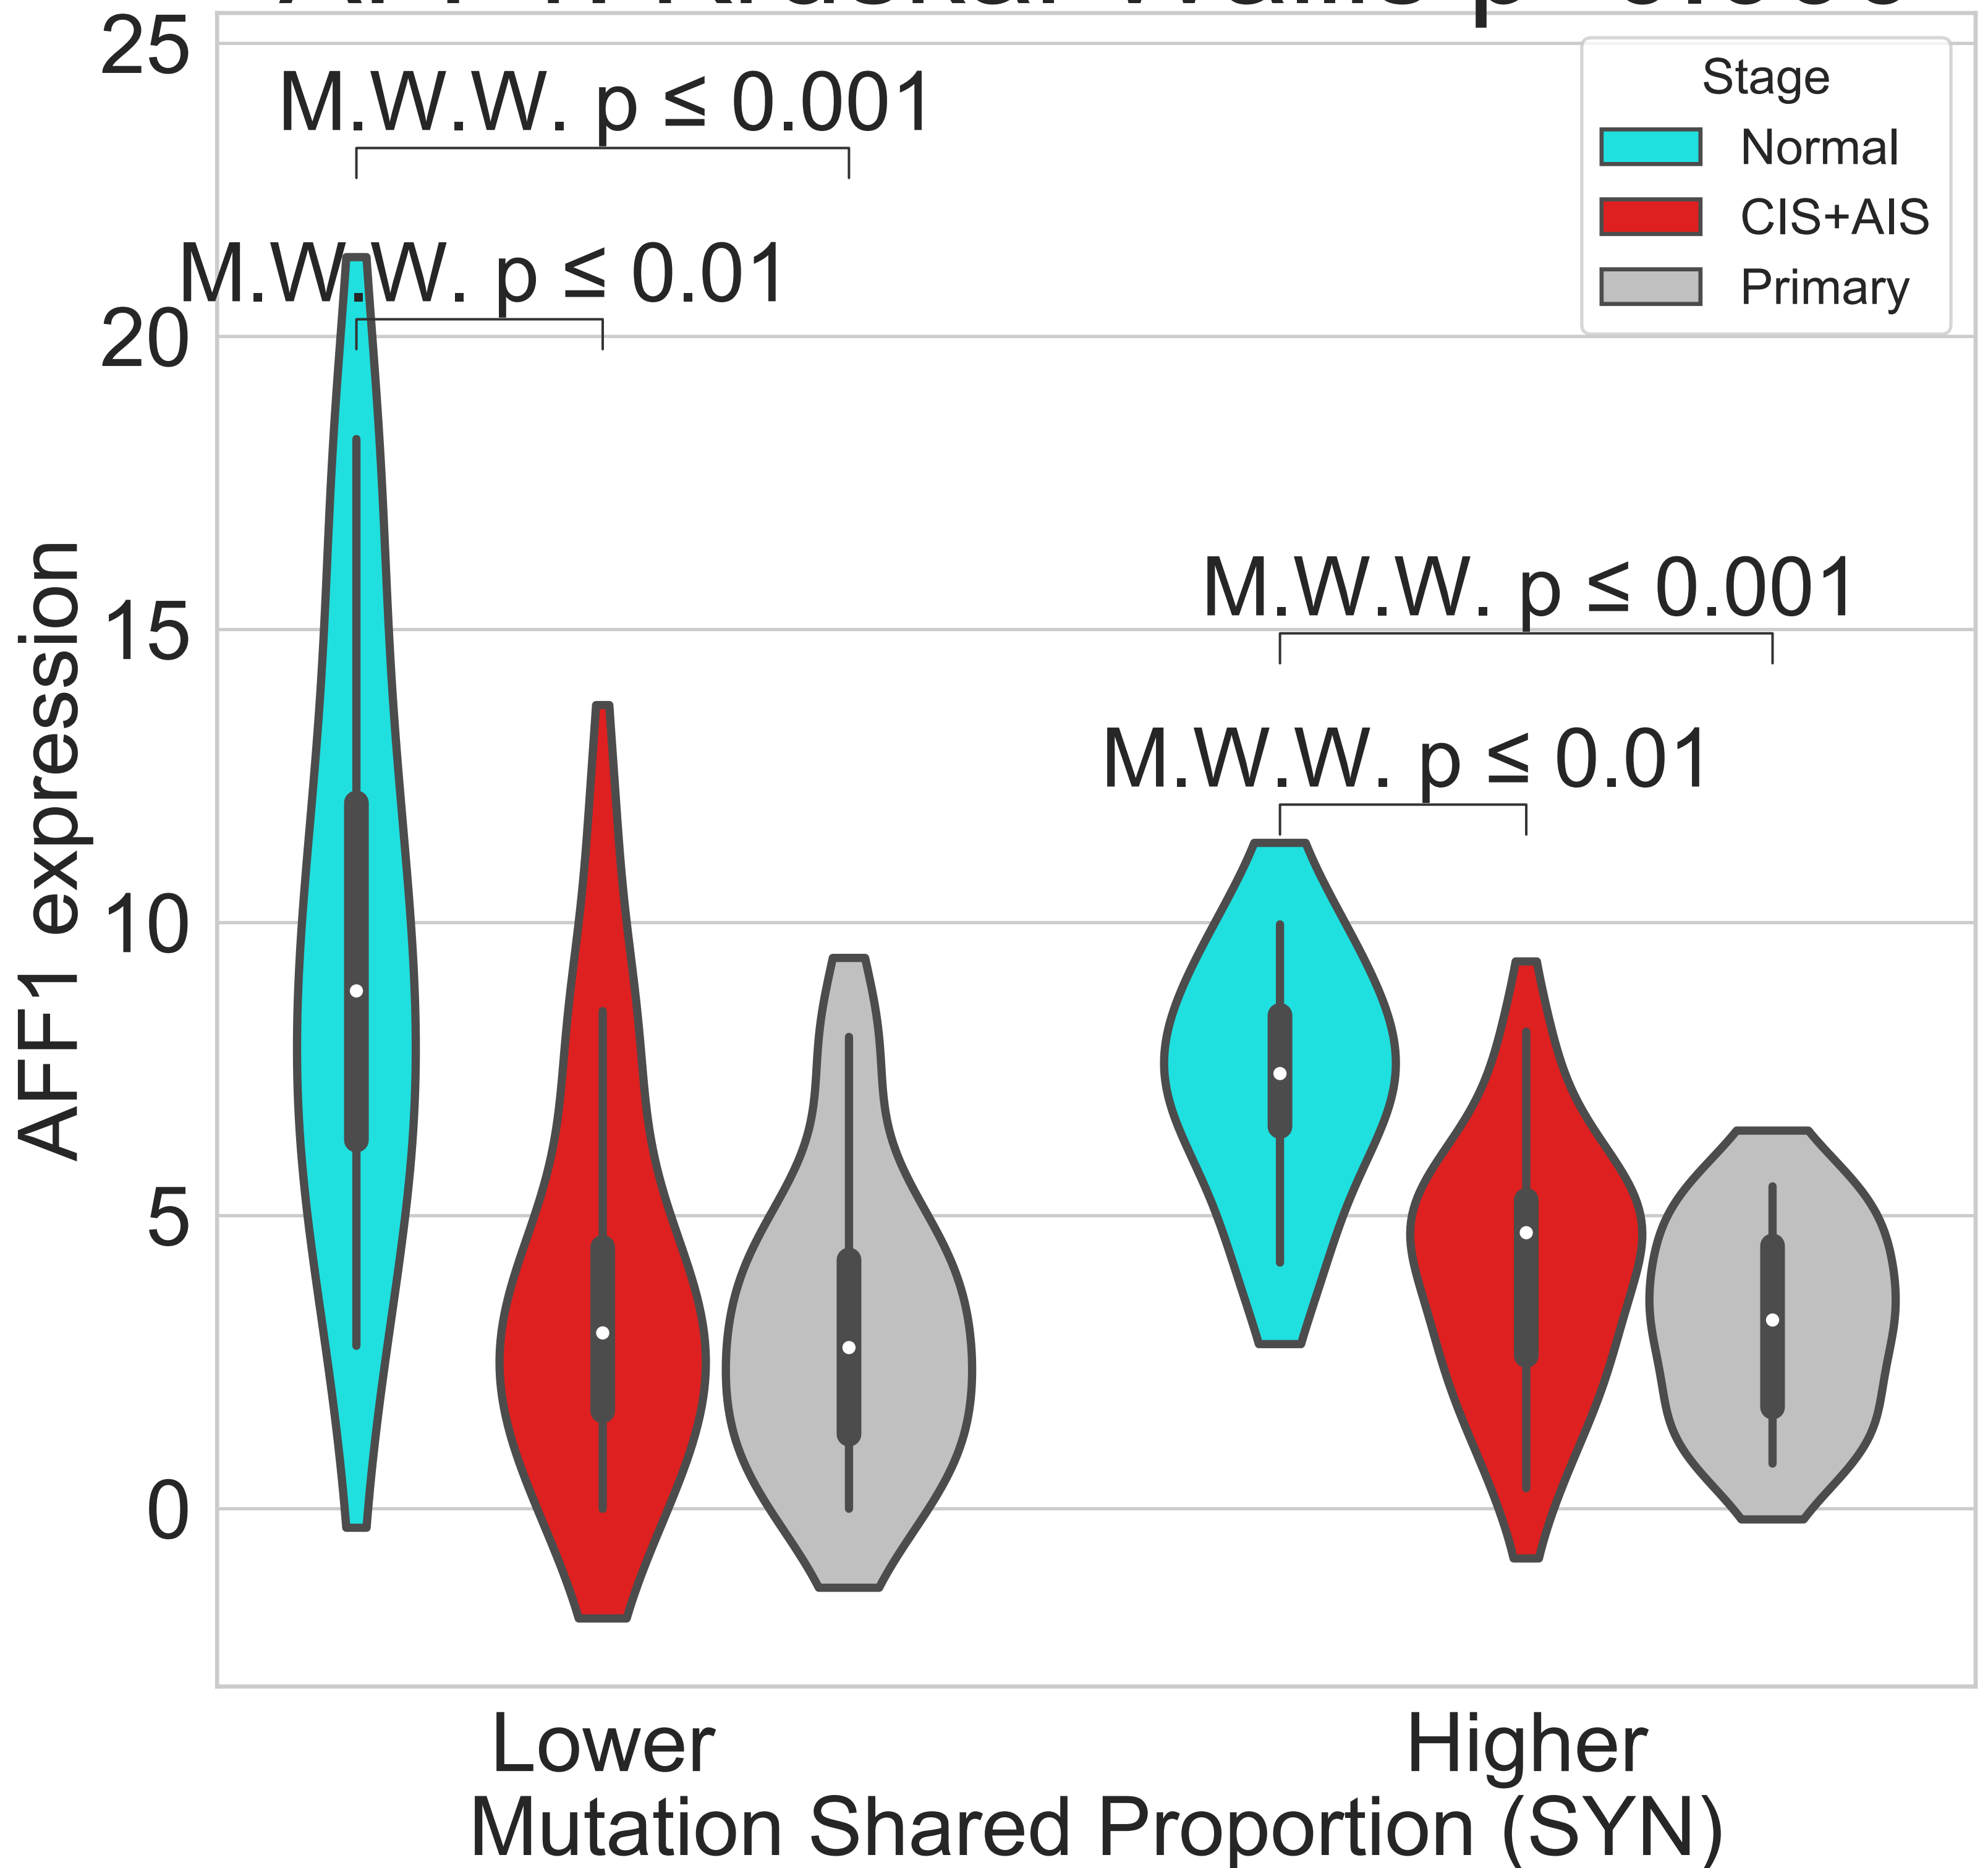 25
M.W.W. p ≤ 0.001
Stage
Normal
CIS+AIS
Primary
M.W.W. p ≤ 0.01
20
M.W.W. p ≤ 0.001
15
M.W.W. p ≤ 0.01
10
5
0
AFF1 expression
Lower
Higher
Mutation Shared Proportion (SYN)